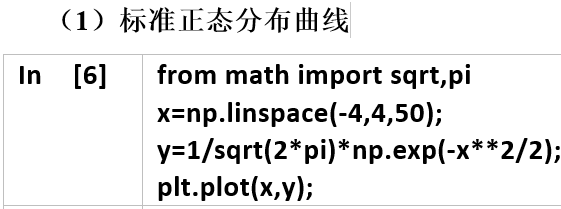 （1）标准正态分布曲线
In [6]
from math import sqrt,pi
x=np.linspace(-4,4,50);
y=1/sqrt(2*pi)*np.exp(-x**2/2);
plt.plot(x,y);